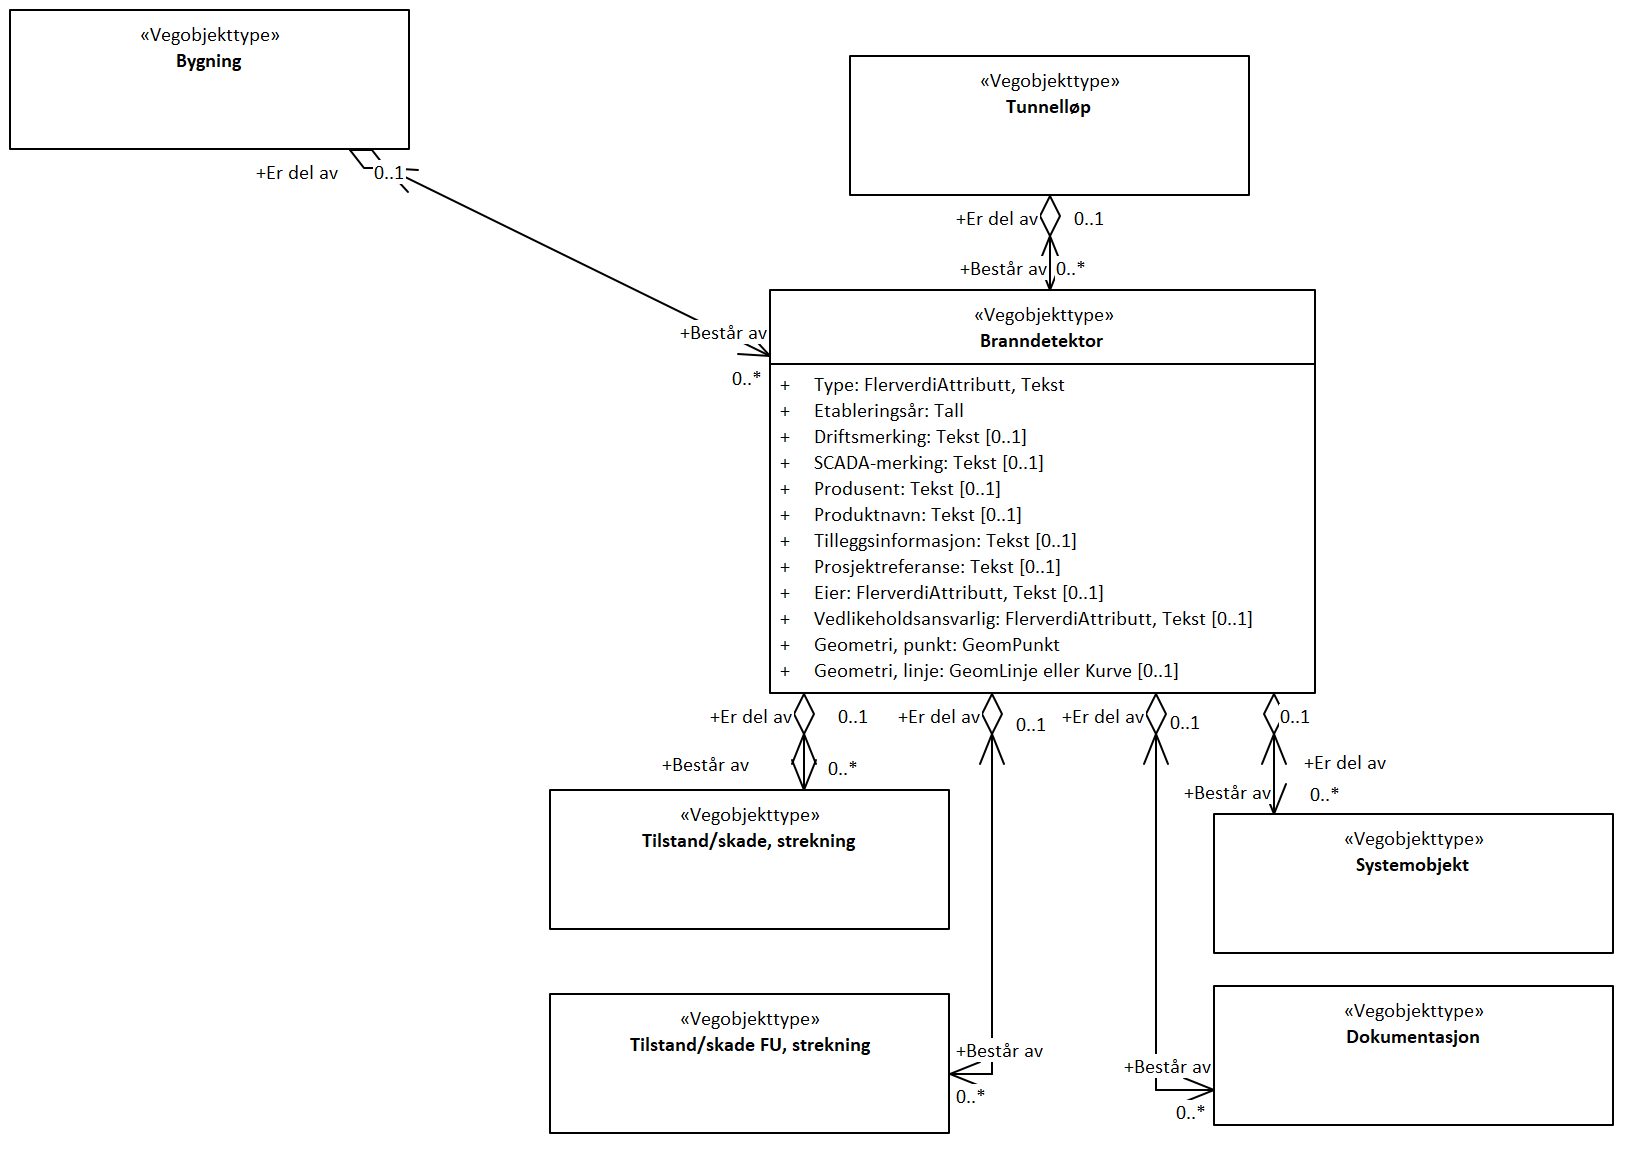 «Vegobjekttype»
Bygning
«Vegobjekttype»
Tunnelløp
+Er del av
0..1
+Er del av
0..1
+Består av
0..*
+Består av
0..*
«Vegobjekttype»
Branndetektor
+ Type: FlerverdiAttributt, Tekst
+ Etableringsår: Tall
+ Driftsmerking: Tekst [0..1]
+ SCADA-merking: Tekst [0..1]
+ Produsent: Tekst [0..1]
+ Produktnavn: Tekst [0..1]
+ Tilleggsinformasjon: Tekst [0..1]
+ Prosjektreferanse: Tekst [0..1]
+ Eier: FlerverdiAttributt, Tekst [0..1]
+ Vedlikeholdsansvarlig: FlerverdiAttributt, Tekst [0..1]
+ Geometri, punkt: GeomPunkt
+ Geometri, linje: GeomLinje eller Kurve [0..1]
+Er del av
0..1
+Er del av
0..1
+Er del av
0..1
0..1
+Er del av
+Består av
0..*
+Består av
0..*
«Vegobjekttype»
Tilstand/skade, strekning
«Vegobjekttype»
Systemobjekt
«Vegobjekttype»
Tilstand/skade FU, strekning
+Består av
0..*
«Vegobjekttype»
Dokumentasjon
+Består av
0..*